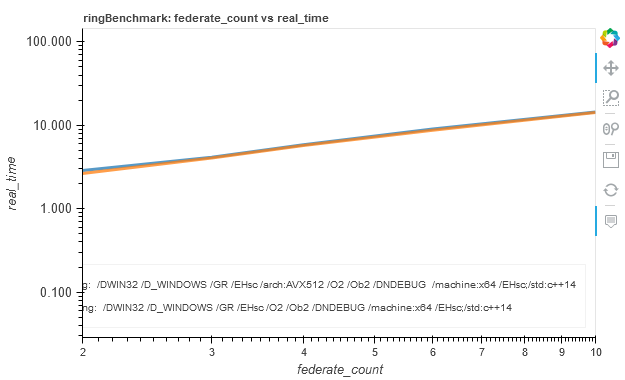 ringBenchmark: federate_count vs real_time
100.000
10.000
1.000
0.100
real_time
g: /DWIN32 /D_WINDOWS /GR /EHsc /arch:AVX512 /O2 /Ob2 /DNDEBUG /machine:x64 /EHsc;/std:c++14
ng: /DWIN32 /D_WINDOWS /GR /EHsc /O2 /Ob2 /DNDEBUG /machine:x64 /EHsc;/std:c++14
2 3 4 5 6 7 8 9 10
federate_count